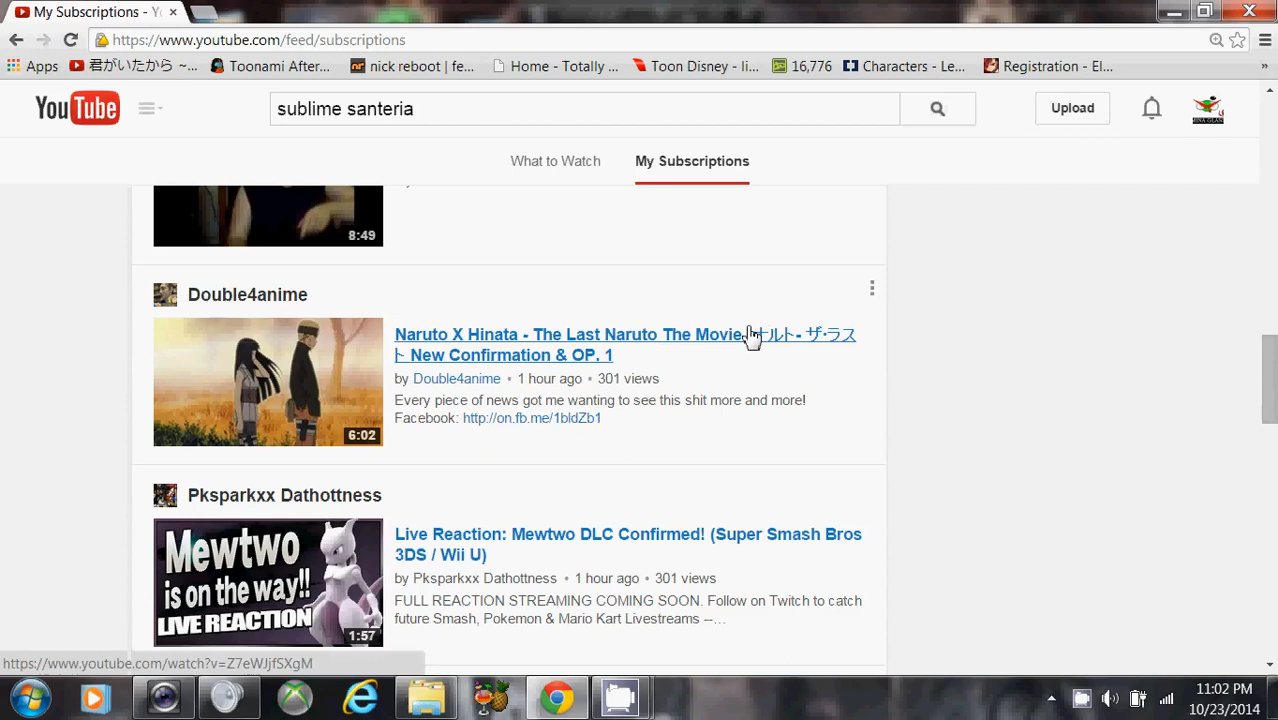 My Subscriptions - Yo
https://www.youtube.com/feed/subscriptions
Apps 君がいたから ~... Toonami After... nick reboot | fe... Home - Totally ... Toon Disney - li... 16,776 Characters - Le... Registration - El... »
YouTube sublime santeria Upload
What to Watch My Subscriptions
8:49
Double4anime
Naruto X Hinata - The Last Naruto The Movie ナルト- ザ・ラス
ト New Confirmation & OP. 1
by Double4anime • 1 hour ago • 301 views
Every piece of news got me wanting to see this shit more and more!
Facebook: http://on.fb.me/1bldZb1
6:02
Pksparkxx Dathottness
Mewtwo
is on the way!!
LIVE REACTION
1:57
Live Reaction: Mewtwo DLC Confirmed! (Super Smash Bros
3DS / Wii U)
by Pksparkxx Dathottness • 1 hour ago • 301 views
FULL REACTION STREAMING COMING SOON. Follow on Twitch to catch
future Smash, Pokemon & Mario Kart Livestreams --...
https://www.youtube.com/watch?v=Z7eWJjfSXgM
11:02 PM
10/23/2014